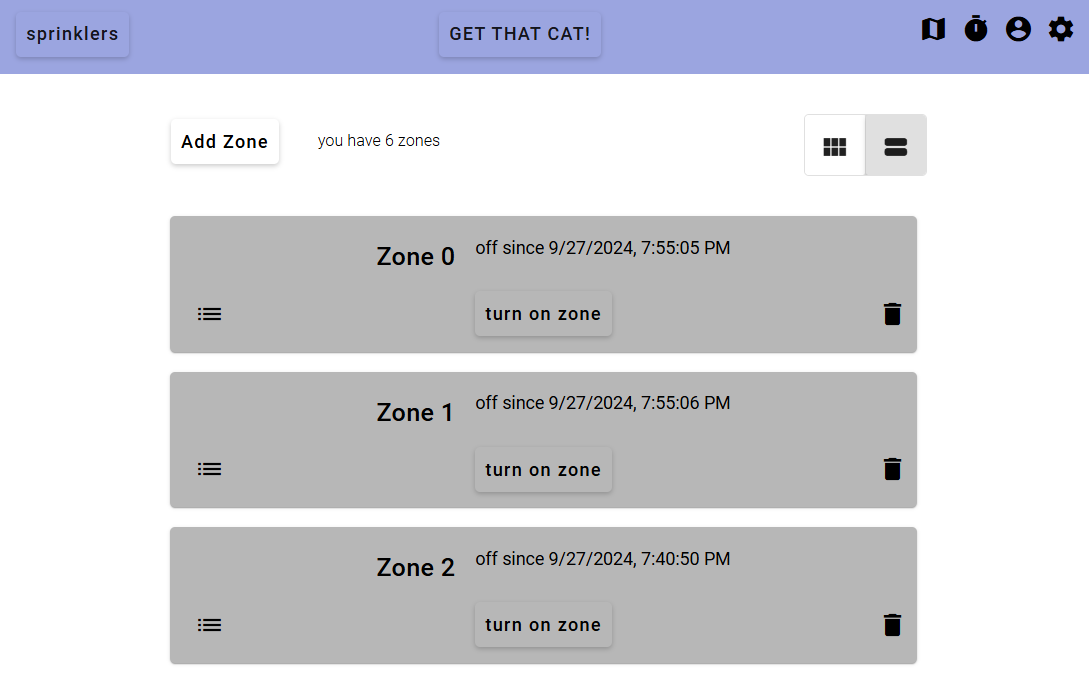 sprinklers
GET THAT CAT!
Add Zone
you have 6 zones
Zone 0
off since 9/27/2024, 7:55:05 PM
turn on zone
Zone 1
off since 9/27/2024, 7:55:06 PM
turn on zone
Zone 2
off since 9/27/2024, 7:40:50 PM
turn on zone